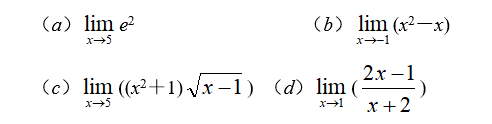 (a) lim_{x→5} e² (b) lim_{x→-1} (x²−x)
(c) lim_{x→5} ((x²+1)√(x−1)) (d) lim_{x→1} ((2x−1)/(x+2))